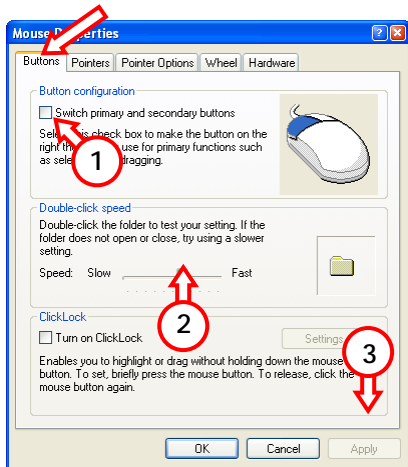 Mouse Properties
Buttons Pointers Pointer Options Wheel Hardware
Button configuration
Switch primary and secondary buttons
Select this check box to make the button on the
right the use for primary functions such
as sele dragging.
1
Double-click speed
Double-click the folder to test your setting. If the
folder does not open or close, try using a slower
setting.
Speed: Slow Fast
2
ClickLock
Turn on ClickLock Settings
3
Enables you to highlight or drag without holding down the mouse
button. To set, briefly press the mouse button. To release, click the
mouse button again.
OK Cancel Apply